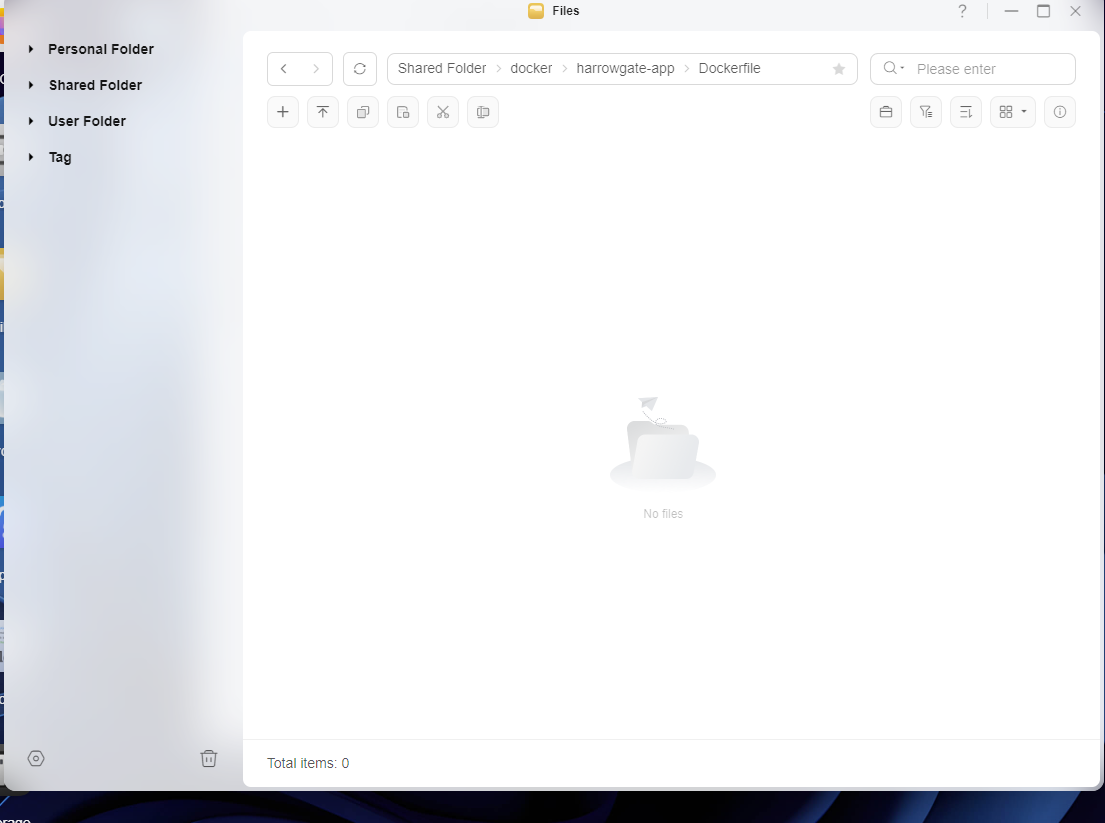 Files
?
Personal Folder
Shared Folder
User Folder
Tag
Shared Folder > docker > harrowgate-app > Dockerfile
Please enter
No files
Total items: 0